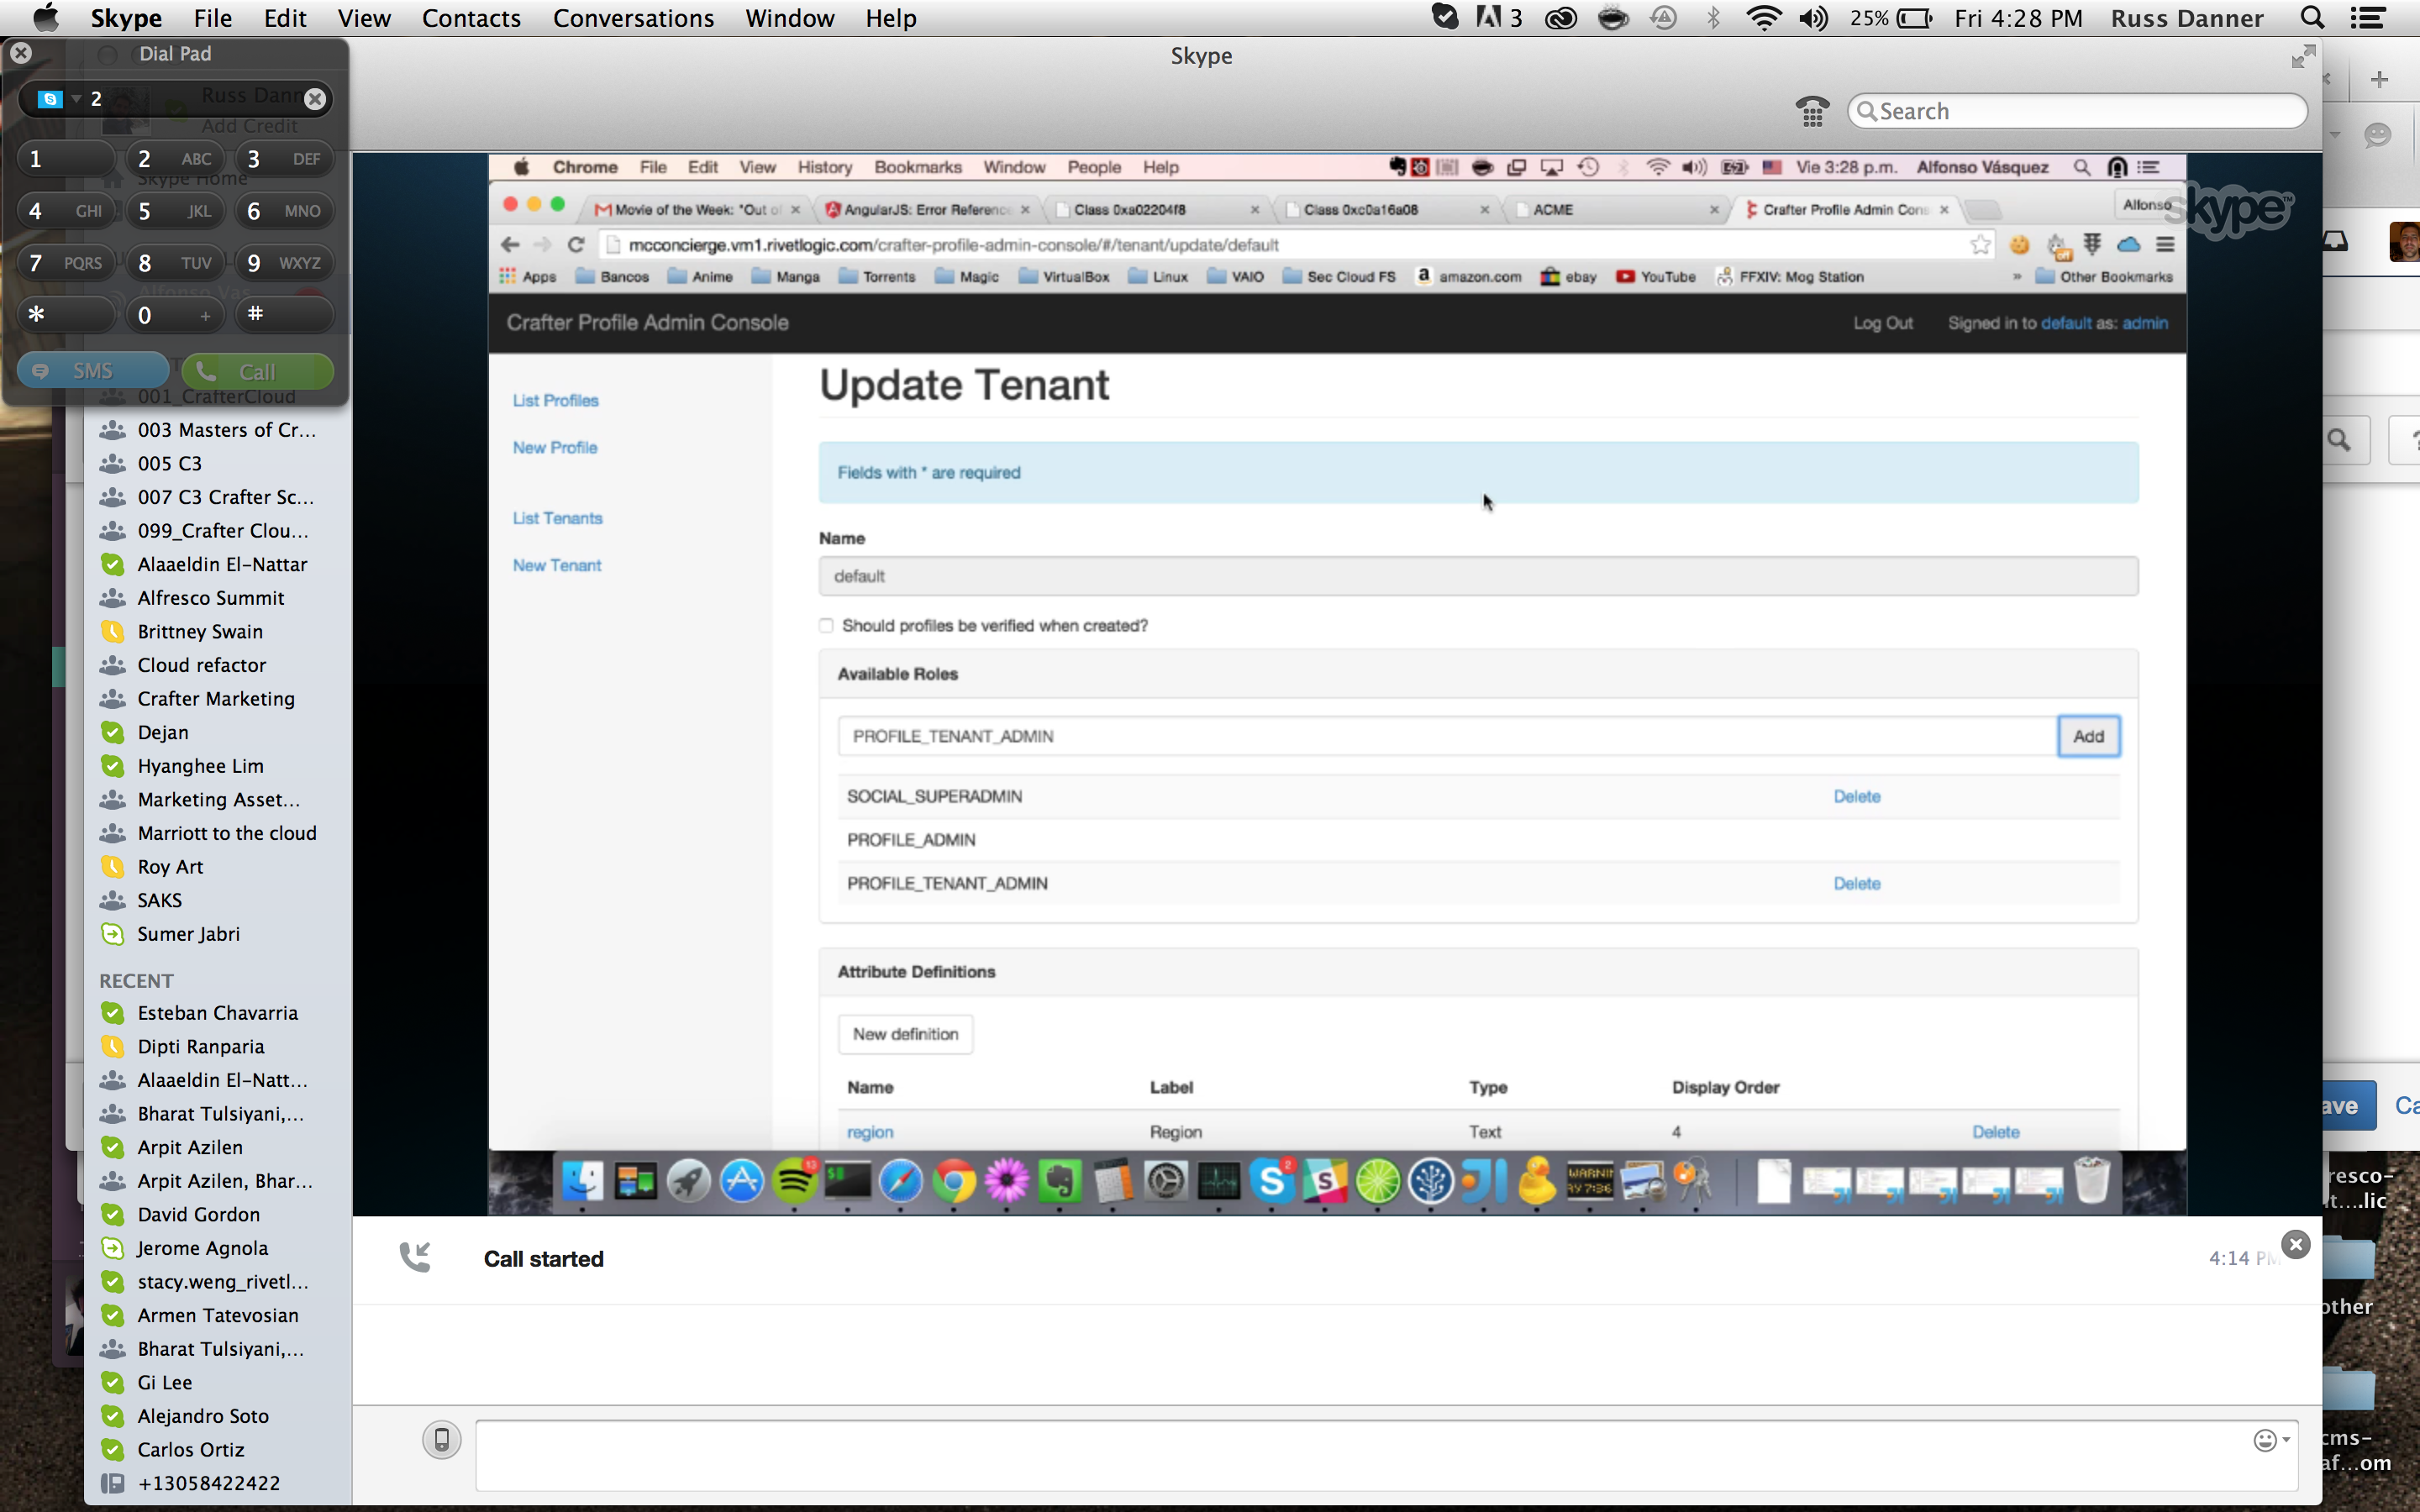 Skype File Edit View Contacts Conversations Window Help 3 25% Fri 4:28 PM Russ Danner
Dial Pad
2
Russ Dann
Add Credit
1 2 ABC 3 DEF
Skype Home
4 GHI 5 JKL 6 MNO
7 PQRS 8 TUV 9 WXYZ
Alfonso Vas
* 0 + #
SMS Call
001_CrafterCloud
003 Masters of Cr...
005 C3
007 C3 Crafter Sc...
099_Crafter Clou...
Alaaeldin El-Nattar
Alfresco Summit
Brittney Swain
Cloud refactor
Crafter Marketing
Dejan
Hyanghee Lim
Marketing Asset...
Marriott to the cloud
Roy Art
SAKS
Sumer Jabri
RECENT
Esteban Chavarria
Dipti Ranparia
Alaaeldin El-Natt...
Bharat Tulsiyani,...
Arpit Azilen
Arpit Azilen, Bhar...
David Gordon
Jerome Agnola
stacy.weng_rivetl...
Armen Tatevosian
Bharat Tulsiyani,...
Gi Lee
Alejandro Soto
Carlos Ortiz
+13058422422
Skype
Search
Chrome File Edit View History Bookmarks Window People Help Vie 3:28 p.m. Alfonso Vásquez
Movie of the Week: "Out of AngularJS: Error Reference Class 0xa02204f8 Class 0xc0a16a08 ACME Crafter Profile Admin Cons Alfonso
skype™
mcconcierge.vm1.rivetlogic.com/crafter-profile-admin-console/#/tenant/update/default
Apps Bancos Anime Manga Torrents Magic VirtualBox Linux VAIO Sec Cloud FS amazon.com ebay YouTube FFXIV: Mog Station » Other Bookmarks
Crafter Profile Admin Console Log Out Signed in to default as: admin
List Profiles
New Profile
List Tenants
New Tenant
Update Tenant
Fields with * are required
Name
default
Should profiles be verified when created?
Available Roles
PROFILE_TENANT_ADMIN Add
SOCIAL_SUPERADMIN Delete
PROFILE_ADMIN
PROFILE_TENANT_ADMIN Delete
Attribute Definitions
New definition
Name Label Type Display Order
region Region Text 4 Delete
Call started 4:14 PM
ave Ca
resco-
t....lic
other
cms-
af...om